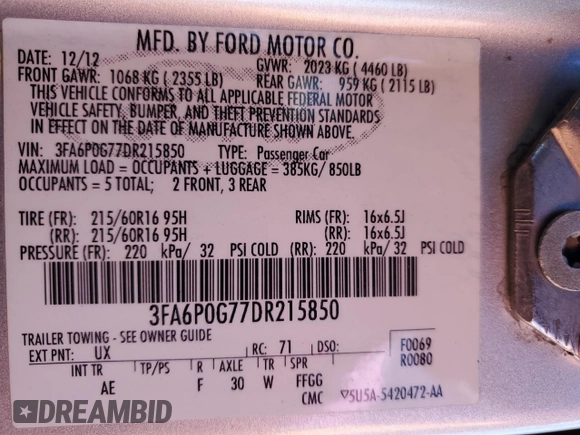 MFD. BY FORD MOTOR CO.
DATE: 12/12 GVWR: 2023 KG ( 4460 LB)
FRONT GAWR: 1068 KG ( 2355 LB) REAR GAWR: 959 KG ( 2115 LB)
THIS VEHICLE CONFORMS TO ALL APPLICABLE FEDERAL MOTOR
VEHICLE SAFETY, BUMPER, AND THEFT PREVENTION STANDARDS
IN EFFECT ON THE DATE OF MANUFACTURE SHOWN ABOVE.
VIN: 3FA6P0G77DR215850 TYPE: Passenger Car
MAXIMUM LOAD = OCCUPANTS + LUGGAGE = 385KG/ 850LB
OCCUPANTS = 5 TOTAL; 2 FRONT, 3 REAR
TIRE (FR): 215/60R16 95H RIMS (FR): 16x6.5J
(RR): 215/60R16 95H (RR): 16x6.5J
PRESSURE (FR): 220 kPa/ 32 PSI COLD (RR): 220 kPa/ 32 PSI COLD
3FA6P0G77DR215850
TRAILER TOWING - SEE OWNER GUIDE
EXT PNT: UX RC: 71 DSO: F0069
R0080
INT TR TP/PS R AXLE TR SPR
AE F 30 W FFGG
CMC ▽5U5A-5420472-AA
DREAMBID